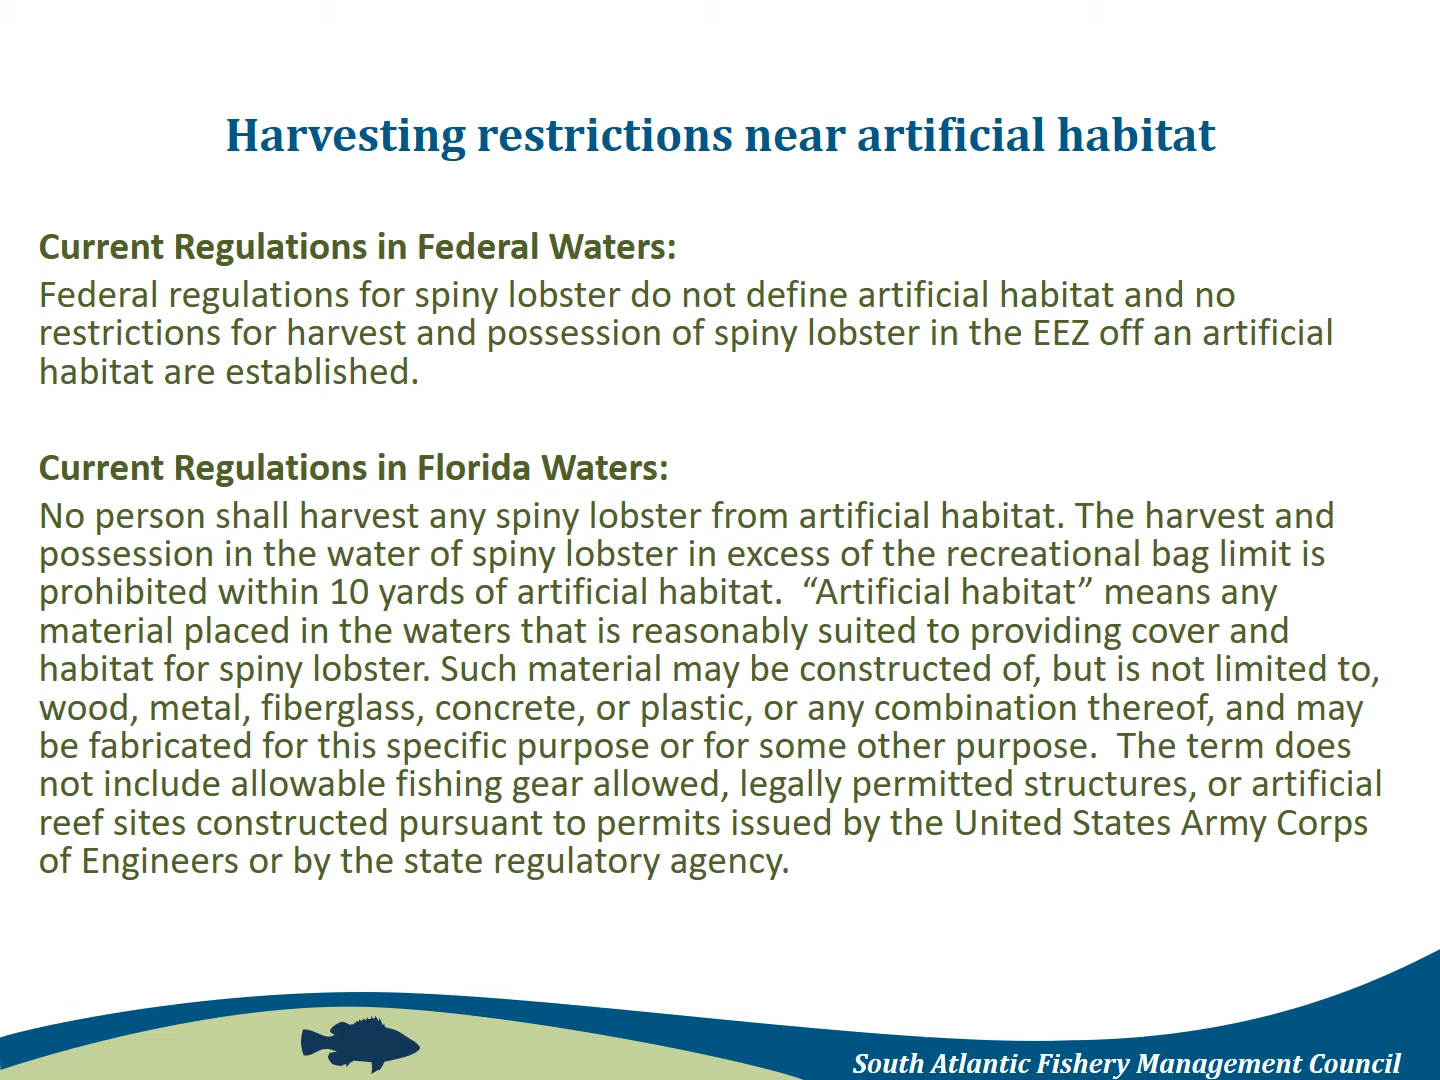 Harvesting restrictions near artificial habitat
Current Regulations in Federal Waters:
Federal regulations for spiny lobster do not define artificial habitat and no
restrictions for harvest and possession of spiny lobster in the EEZ off an artificial
habitat are established.
Current Regulations in Florida Waters:
No person shall harvest any spiny lobster from artificial habitat. The harvest and
possession in the water of spiny lobster in excess of the recreational bag limit is
prohibited within 10 yards of artificial habitat.  “Artificial habitat” means any
material placed in the waters that is reasonably suited to providing cover and
habitat for spiny lobster. Such material may be constructed of, but is not limited to,
wood, metal, fiberglass, concrete, or plastic, or any combination thereof, and may
be fabricated for this specific purpose or for some other purpose.  The term does
not include allowable fishing gear allowed, legally permitted structures, or artificial
reef sites constructed pursuant to permits issued by the United States Army Corps
of Engineers or by the state regulatory agency.
South Atlantic Fishery Management Council